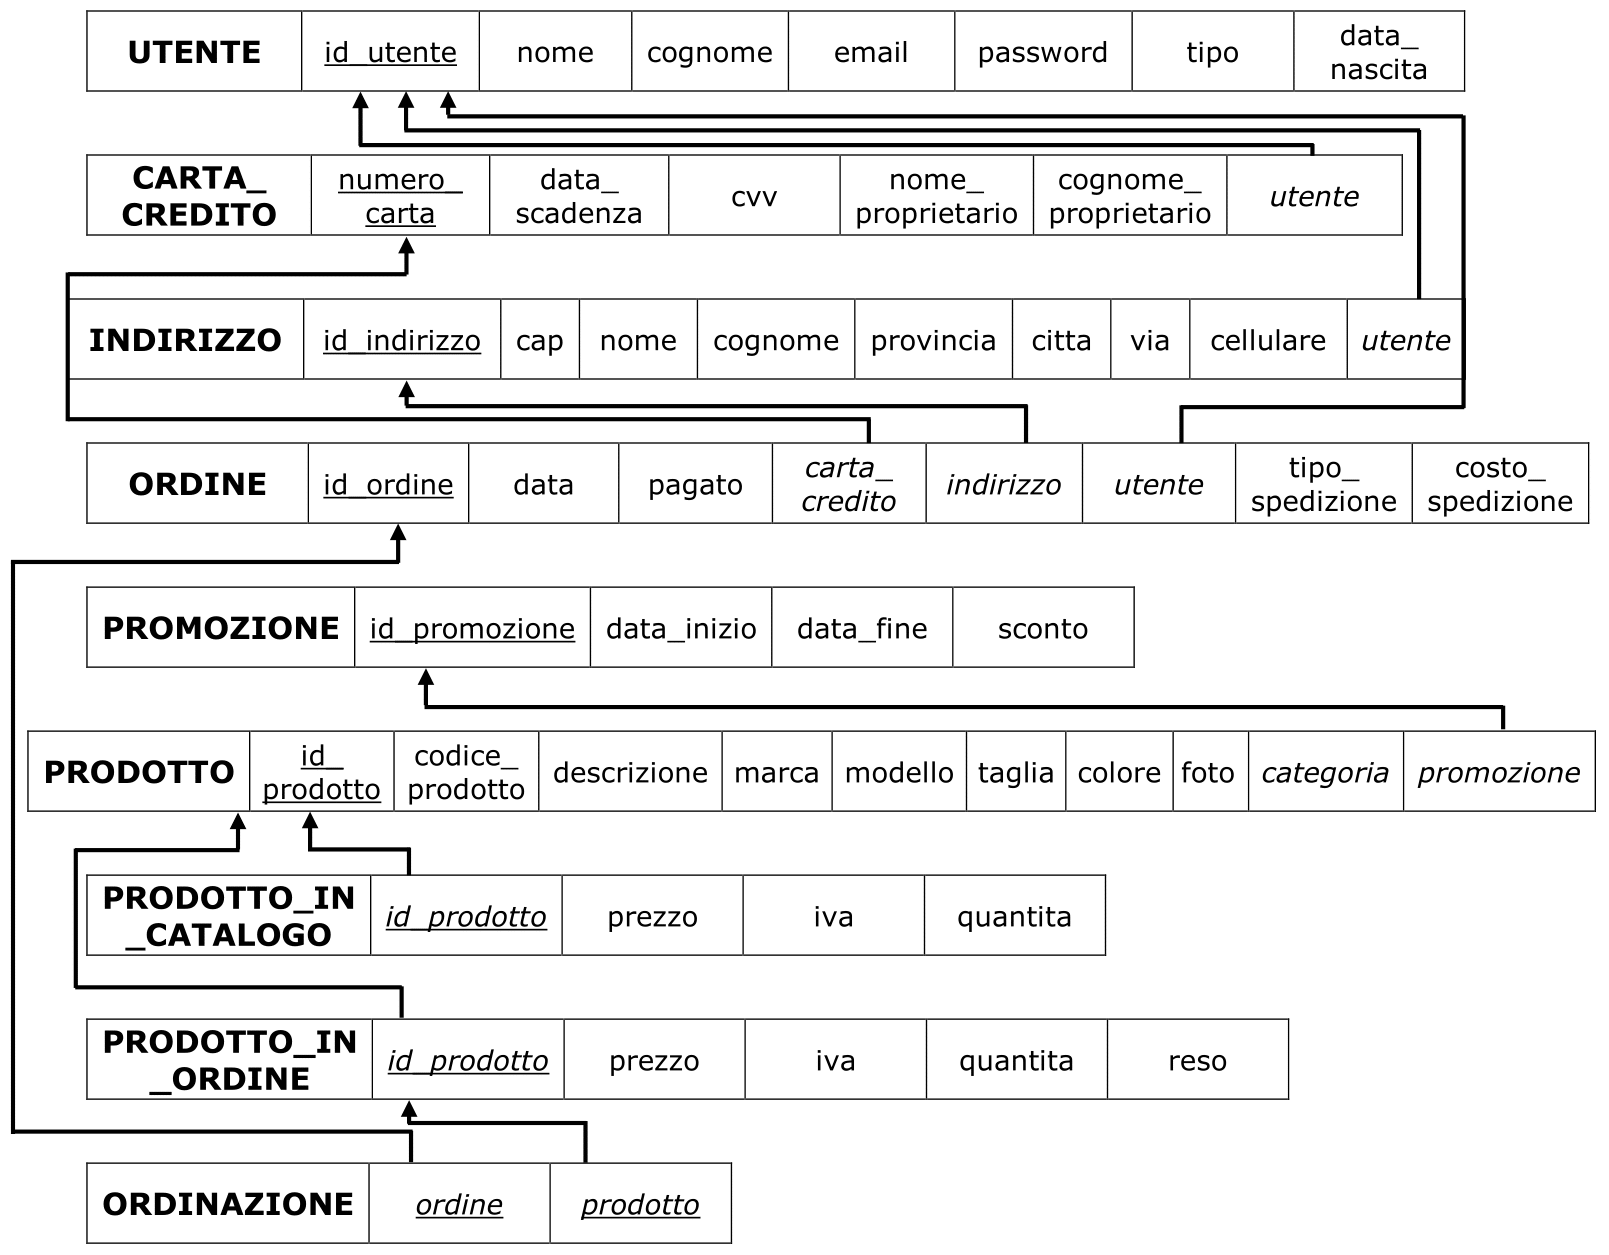 UTENTE id_utente nome cognome email password tipo data_
nascita
CARTA_
CREDITO numero_
carta data_
scadenza cvv nome_
proprietario cognome_
proprietario utente
INDIRIZZO id_indirizzo cap nome cognome provincia citta via cellulare utente
ORDINE id_ordine data pagato carta_
credito indirizzo utente tipo_
spedizione costo_
spedizione
PROMOZIONE id_promozione data_inizio data_fine sconto
PRODOTTO id_
prodotto codice_
prodotto descrizione marca modello taglia colore foto categoria promozione
PRODOTTO_IN
_CATALOGO id_prodotto prezzo iva quantita
PRODOTTO_IN
_ORDINE id_prodotto prezzo iva quantita reso
ORDINAZIONE ordine prodotto